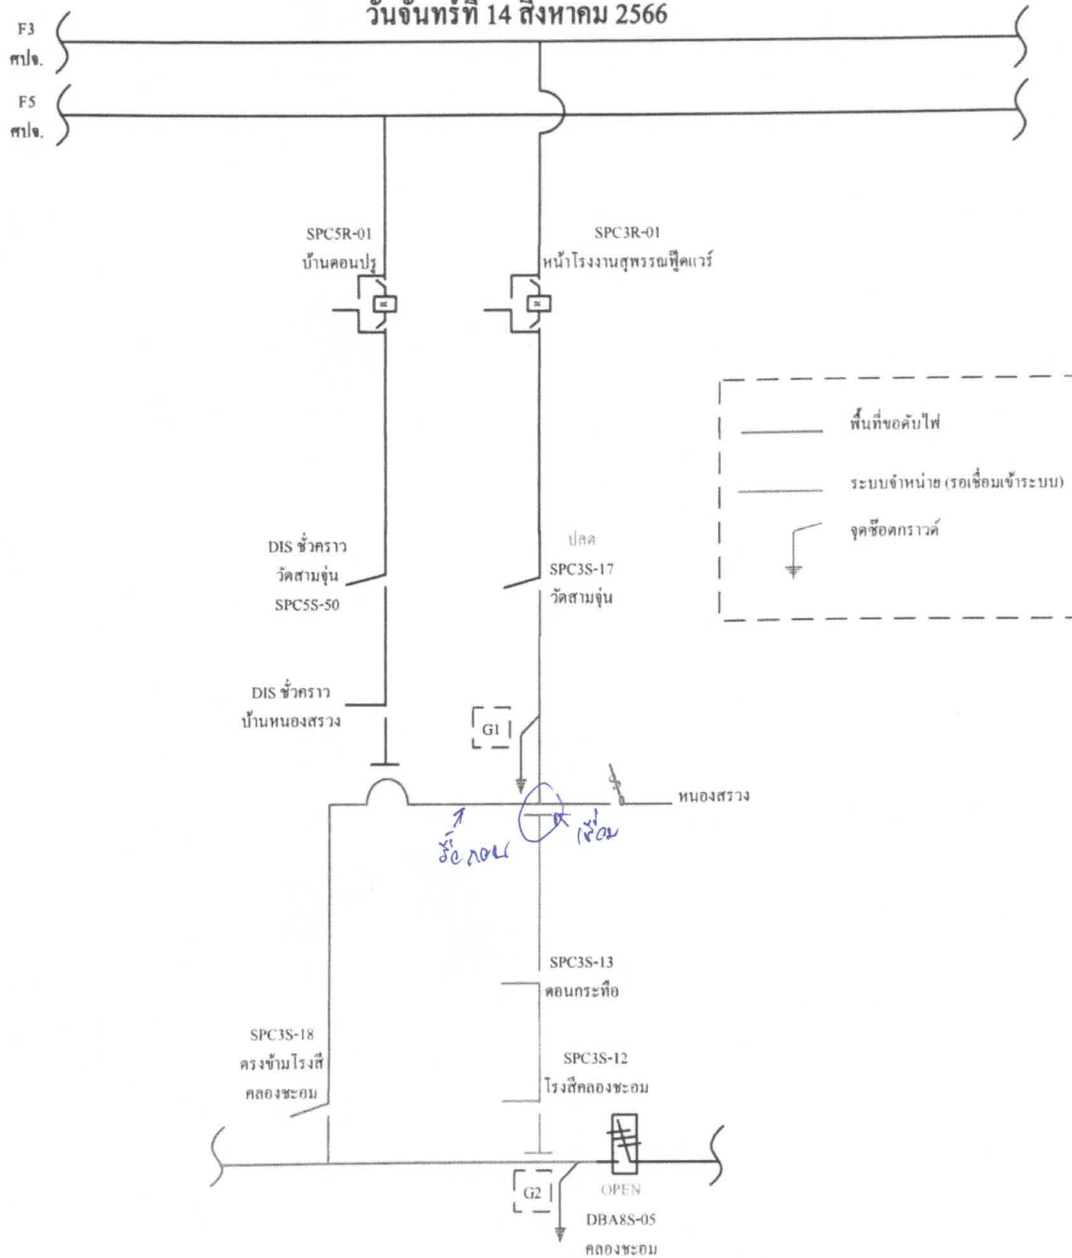 วันจันทร์ที่ 14 สิงหาคม 2566
F3
ศปจ.
F5
ศปจ.
SPC5R-01
บ้านดอนปรู
R
SPC3R-01
หน้าโรงงานสุพรรณฟู๊ดแวร์
R
พื้นที่ขอดับไฟ
ระบบจำหน่าย (รอเชื่อมเข้าระบบ)
จุดช๊อตกราวด์
DIS ชั่วคราว
วัดสามจุ่น
SPC5S-50
ปลด
SPC3S-17
วัดสามจุ่น
DIS ชั่วคราว
บ้านหนองสรวง
G1
หนองสรวง
รื้อถอน
เชื่อม
SPC3S-13
ดอนกระทือ
SPC3S-18
ตรงข้ามโรงสี
คลองชะอม
SPC3S-12
โรงสีคลองชะอม
G2
OPEN
DBA8S-05
คลองชะอม